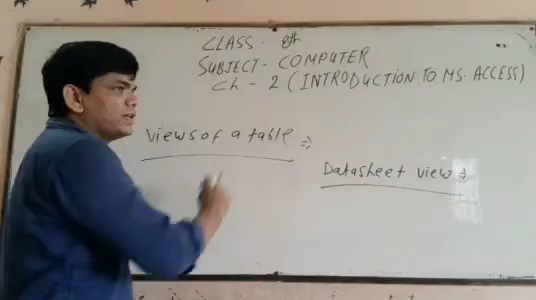 CLASS - 8th
SUBJECT - COMPUTER
Ch - 2 (INTRODUCTION TO MS. ACCESS)
views of a table :-
Datasheet view :-